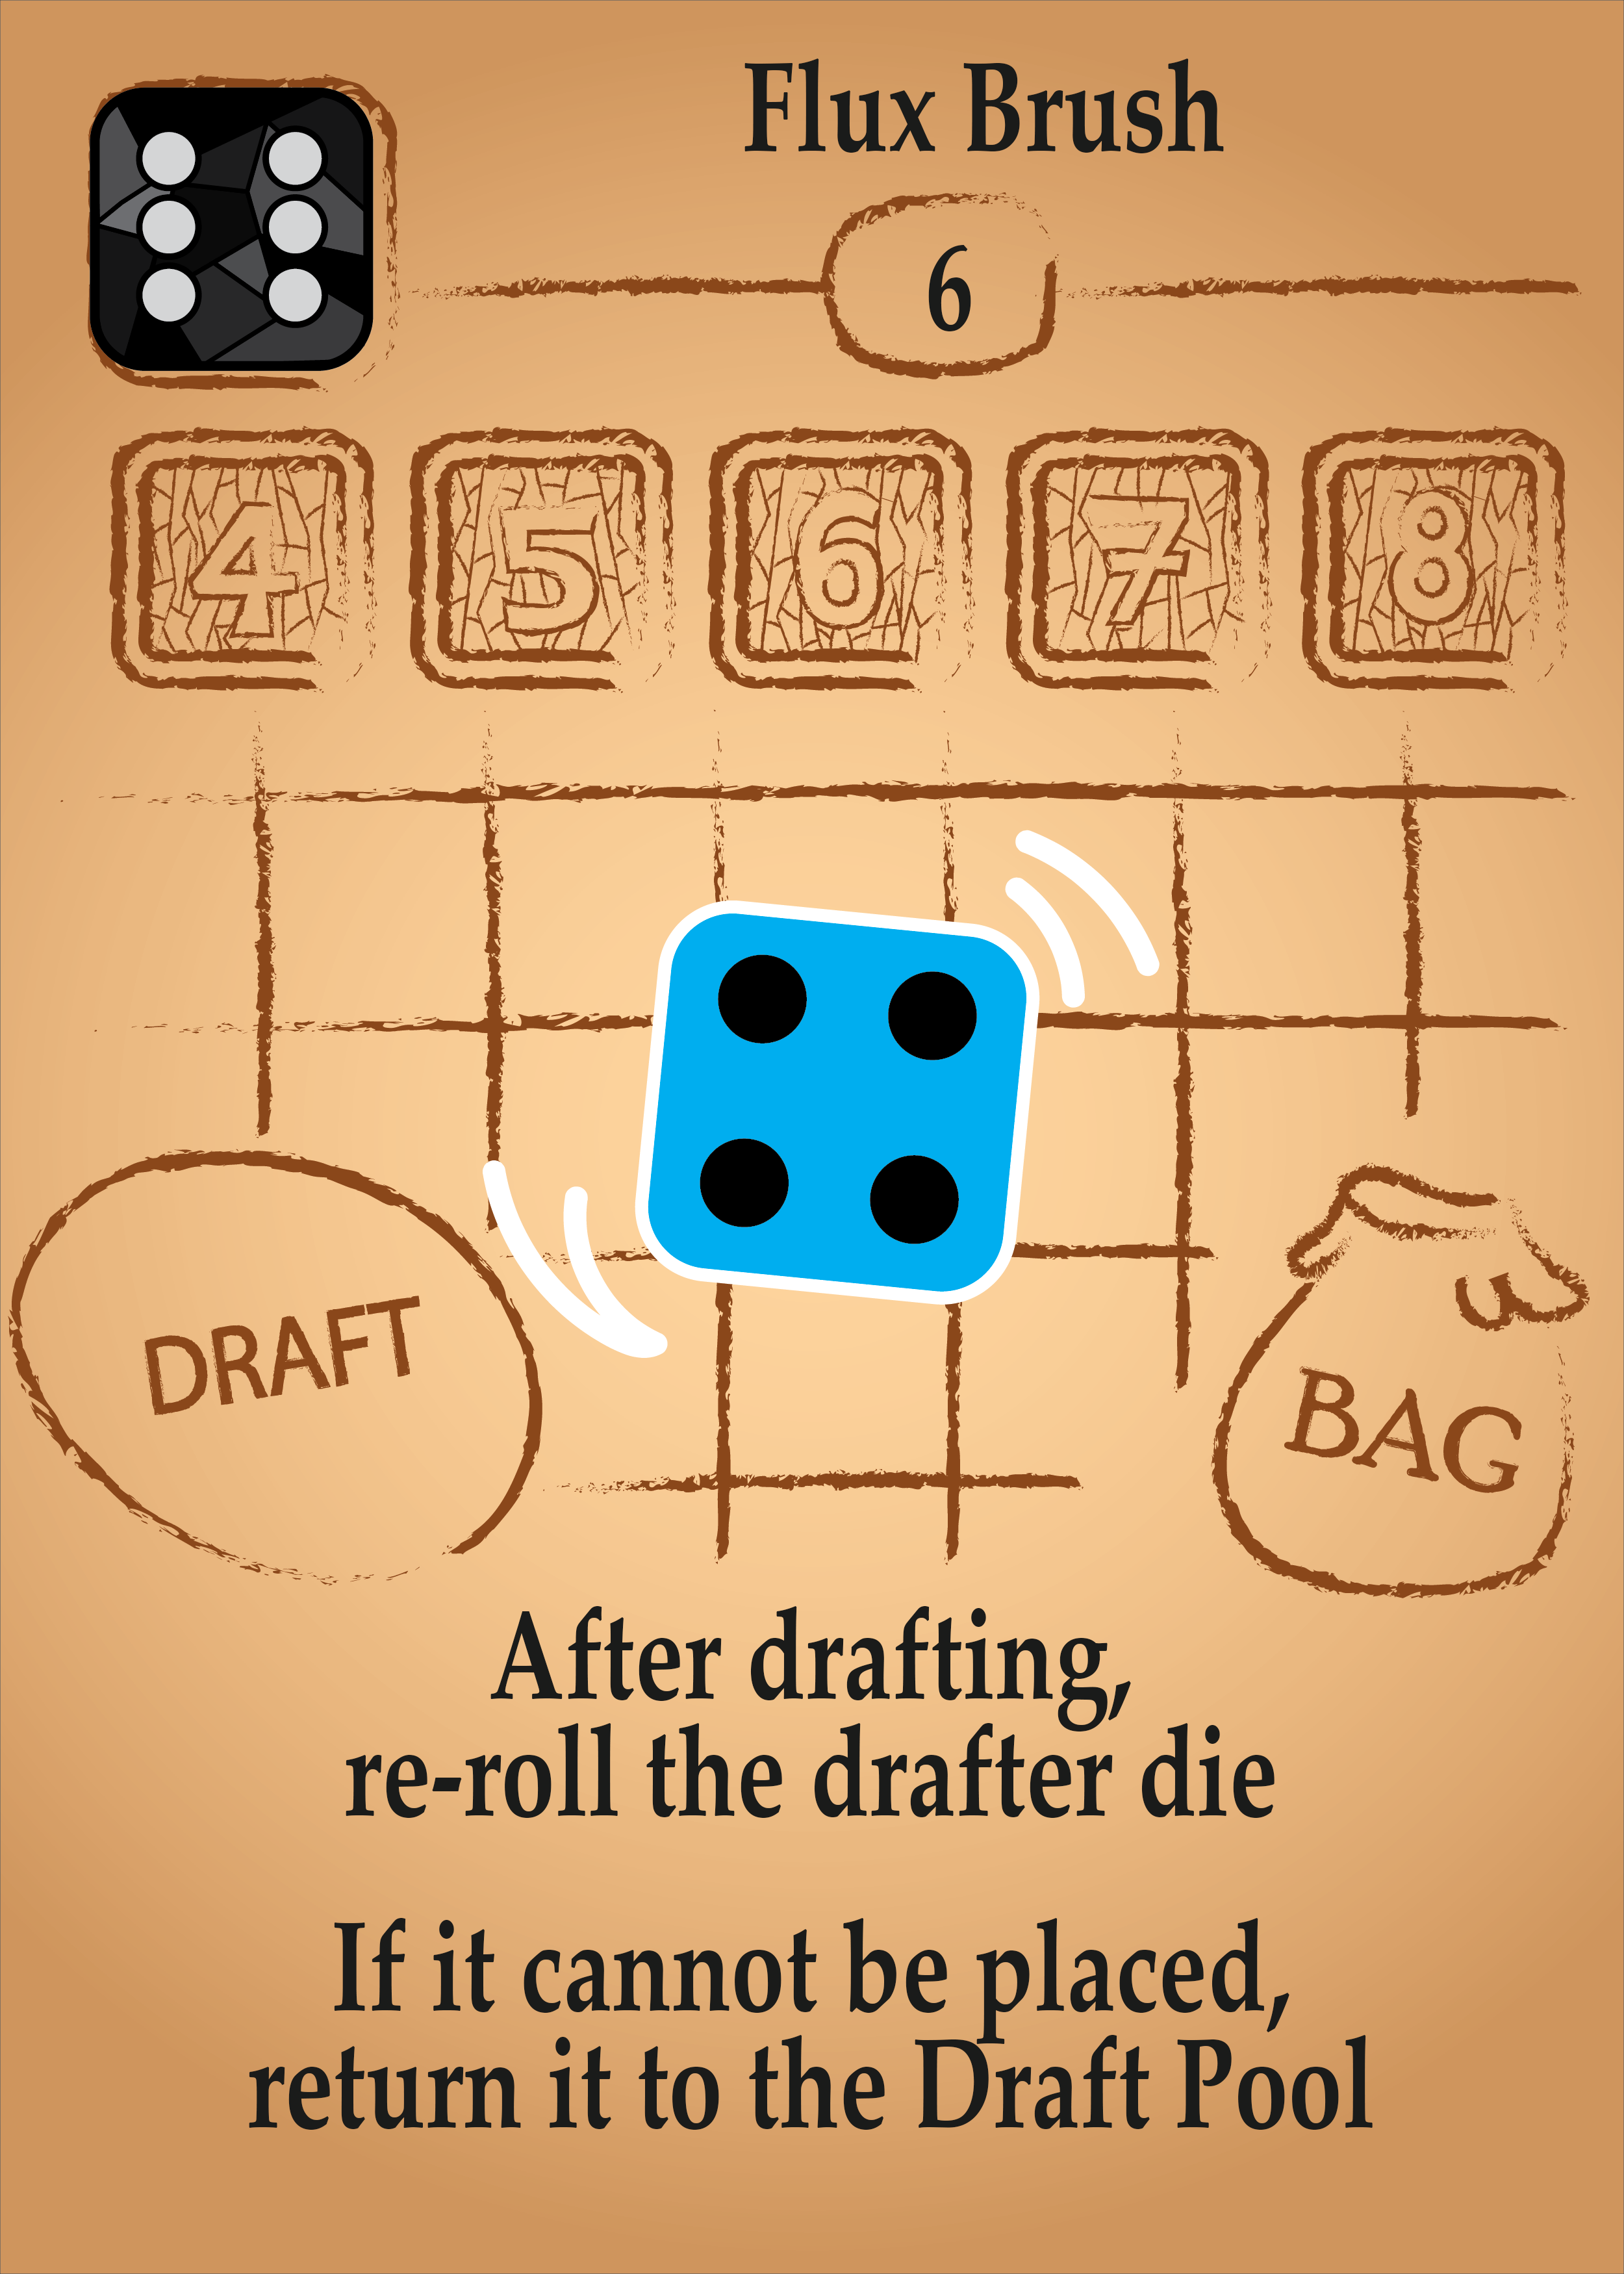 Flux Brush
6
4 5 6 7 8
DRAFT
BAG
After drafting,
re-roll the drafter die
If it cannot be placed,
return it to the Draft Pool